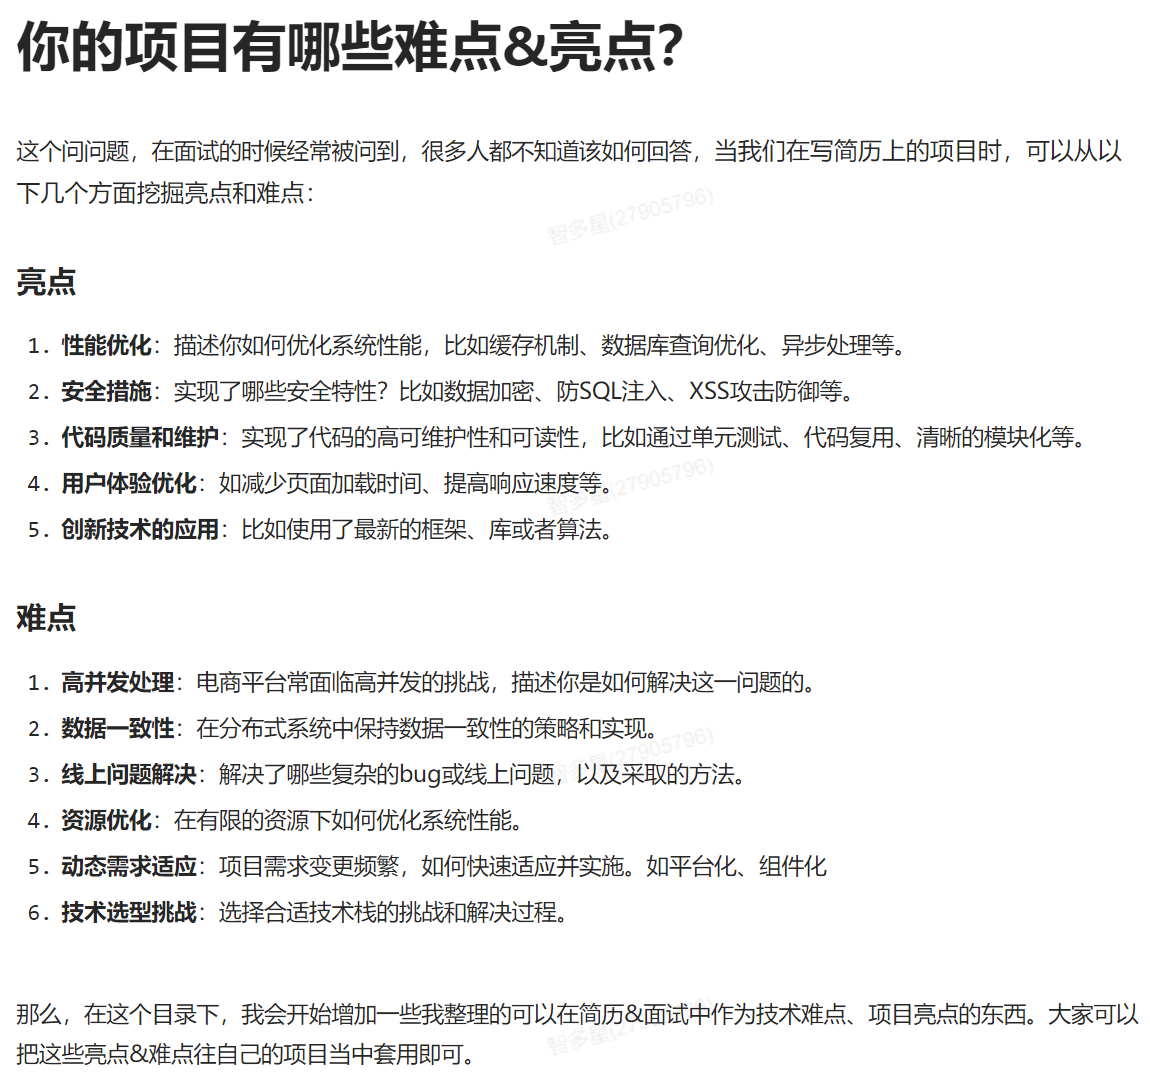 你的项目有哪些难点&亮点？
这个问问题，在面试的时候经常被问到，很多人都不知道该如何回答，当我们在写简历上的项目时，可以从以
下几个方面挖掘亮点和难点：
智多星(27905796)
亮点
1. 性能优化：描述你如何优化系统性能，比如缓存机制、数据库查询优化、异步处理等。
2. 安全措施：实现了哪些安全特性？比如数据加密、防SQL注入、XSS攻击防御等。
3. 代码质量和维护：实现了代码的高可维护性和可读性，比如通过单元测试、代码复用、清晰的模块化等。
4. 用户体验优化：如减少页面加载时间、提高响应速度等。
智多星(27905796)
5. 创新技术的应用：比如使用了最新的框架、库或者算法。
难点
1. 高并发处理：电商平台常面临高并发的挑战，描述你是如何解决这一问题的。
2. 数据一致性：在分布式系统中保持数据一致性的策略和实现。
智多星(27905796)
3. 线上问题解决：解决了哪些复杂的bug或线上问题，以及采取的方法。
4. 资源优化：在有限的资源下如何优化系统性能。
5. 动态需求适应：项目需求变更频繁，如何快速适应并实施。如平台化、组件化
6. 技术选型挑战：选择合适技术栈的挑战和解决过程。
那么，在这个目录下，我会开始增加一些我整理的可以在简历&面试中作为技术难点、项目亮点的东西。大家可以
把这些亮点&难点往自己的项目当中套用即可。
智多星